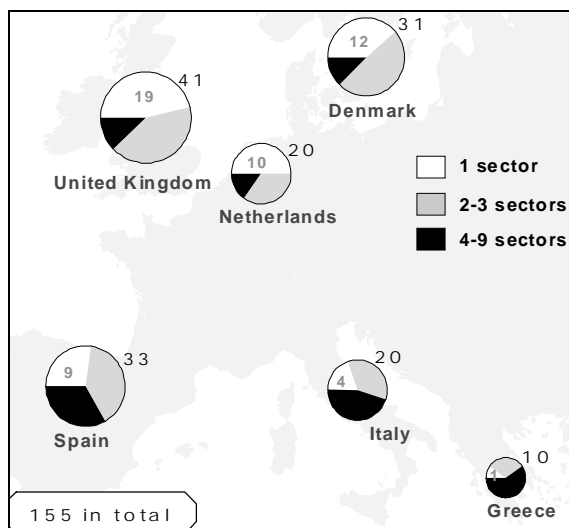 31
12
Denmark
41
19
United Kingdom
20
10
Netherlands
1 sector
2-3 sectors
4-9 sectors
33
9
Spain
20
4
Italy
10
1
Greece
155 in total